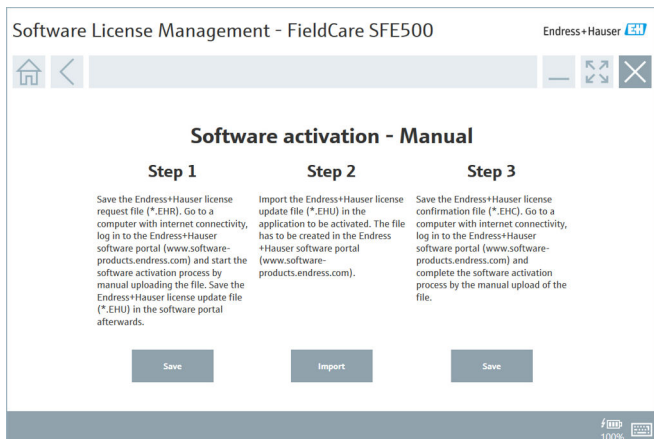 Software License Management - FieldCare SFE500
Endress+Hauser EH
Software activation - Manual
Step 1
Save the Endress+Hauser license
request file (*.EHR). Go to a
computer with internet connectivity,
log in to the Endress+Hauser
software portal (www.software-
products.endress.com) and start the
software activation process by
manual uploading the file. Save the
Endress+Hauser license update file
(*.EHU) in the software portal
afterwards.
Save
Step 2
Import the Endress+Hauser license
update file (*.EHU) in the
application to be activated. The file
has to be created in the Endress
+Hauser software portal
(www.software-
products.endress.com).
Import
Step 3
Save the Endress+Hauser license
confirmation file (*.EHC). Go to a
computer with internet connectivity,
log in to the Endress+Hauser
software portal (www.software-
products.endress.com) and
complete the software activation
process by the manual upload of the
file.
Save
100%